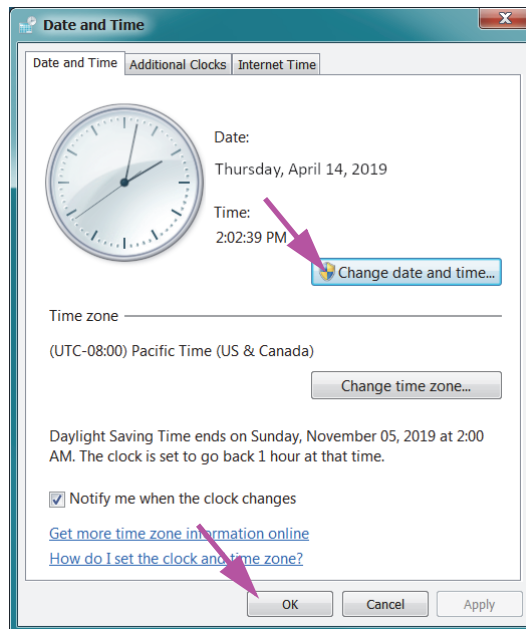 Date and Time
Date and Time Additional Clocks Internet Time
Date:
Thursday, April 14, 2019
Time:
2:02:39 PM
Change date and time...
Time zone
(UTC-08:00) Pacific Time (US & Canada)
Change time zone...
Daylight Saving Time ends on Sunday, November 05, 2019 at 2:00
AM. The clock is set to go back 1 hour at that time.
Notify me when the clock changes
Get more time zone information online
How do I set the clock and time zone?
OK Cancel Apply